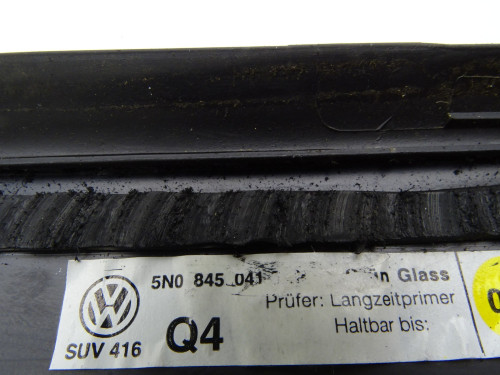 5N0 845 041 Glass
Prüfer: Langzeitprimer
Haltbar bis:
SUV 416 Q4